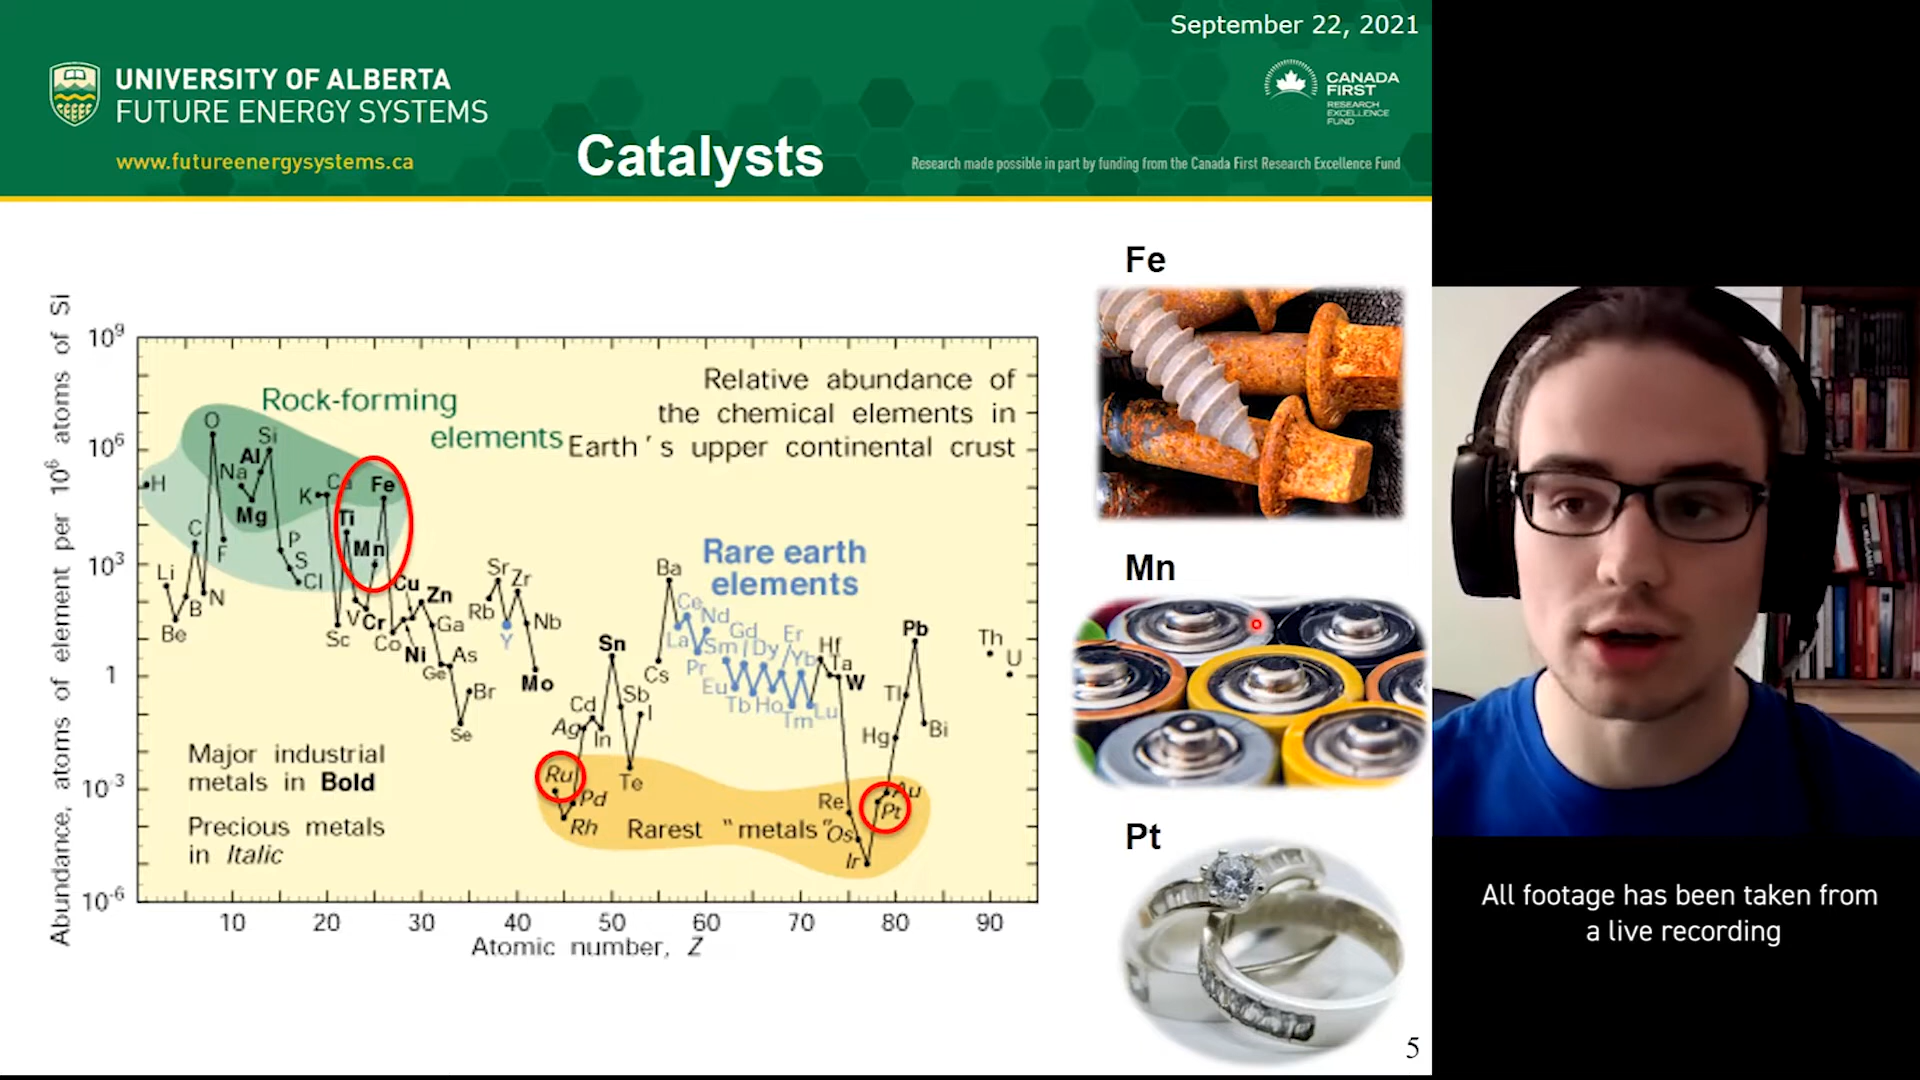 September 22, 2021
UNIVERSITY OF ALBERTA
FUTURE ENERGY SYSTEMS
www.futureenergysystems.ca
Catalysts
CANADA
FIRST
RESEARCH
EXCELLENCE
FUND
Research made possible in part by funding from the Canada First Research Excellence Fund
Abundance, atoms of element per 10⁶ atoms of Si
10⁹
10⁶
10³
1
10⁻³
10⁻⁶
Rock-forming
elements
Relative abundance of
the chemical elements in
Earth's upper continental crust
H
Li
Be
B
C
N
O
F
Na
Mg
Al
Si
P
S
Cl
K
Ca
Sc
Ti
V
Cr
Mn
Fe
Co
Ni
Cu
Zn
Ga
Ge
As
Se
Br
Rb
Sr
Y
Zr
Nb
Mo
Ru
Rh
Pd
Ag
Cd
In
Sn
Sb
Te
I
Cs
Ba
Rare earth
elements
La
Ce
Pr
Nd
Sm
Eu
Gd
Tb
Dy
Ho
Er
Tm
Yb
Lu
Hf
Ta
W
Re
Os
Ir
Pt
Au
Hg
Tl
Pb
Bi
Th
U
Major industrial
metals in Bold
Precious metals
in Italic
Rarest "metals"
10 20 30 40 50 60 70 80 90
Atomic number, Z
Fe
Mn
Pt
5
All footage has been taken from
a live recording